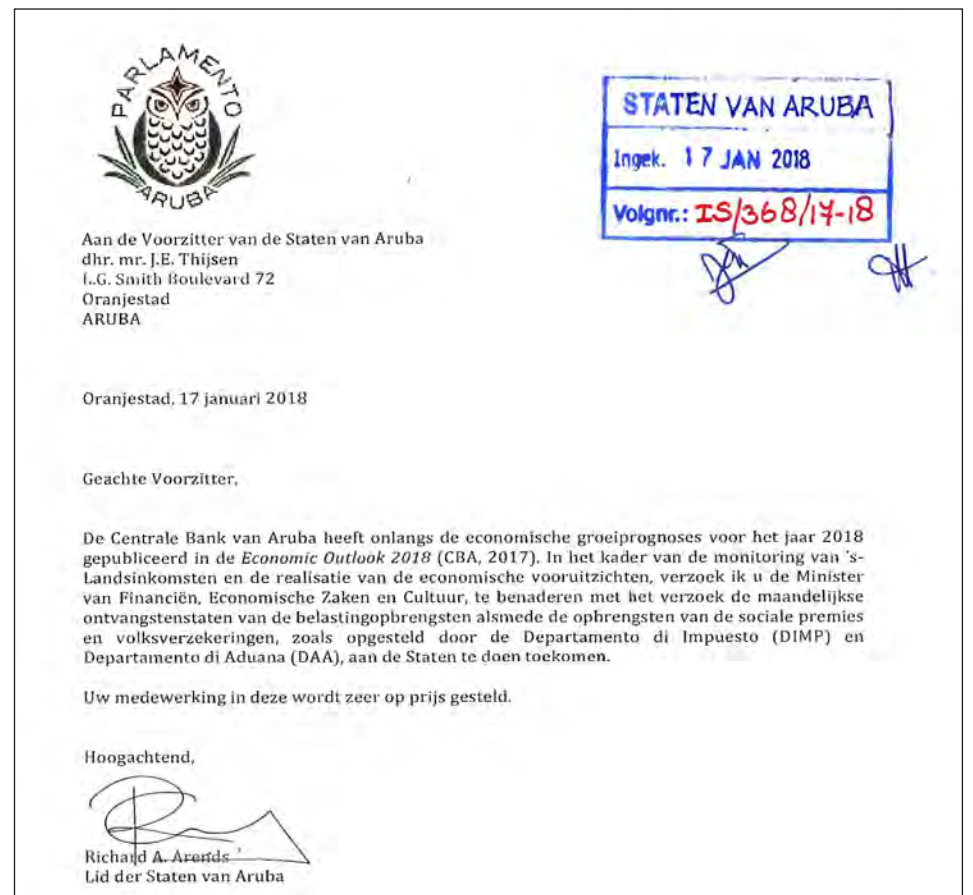 PARLAMENTO
ARUBA
STATEN VAN ARUBA
Ingek. 17 JAN 2018
Volgnr.: IS/368/17-18
Aan de Voorzitter van de Staten van Aruba
dhr. mr. J.E. Thijsen
L.G. Smith Boulevard 72
Oranjestad
ARUBA
Oranjestad, 17 januari 2018
Geachte Voorzitter,
De Centrale Bank van Aruba heeft onlangs de economische groeiprognoses voor het jaar 2018
gepubliceerd in de Economic Outlook 2018 (CBA, 2017). In het kader van de monitoring van 's-
Landsinkomsten en de realisatie van de economische vooruitzichten, verzoek ik u de Minister
van Financiën, Economische Zaken en Cultuur, te benaderen met het verzoek de maandelijkse
ontvangstenstaten van de belastingopbrengsten alsmede de opbrengsten van de sociale premies
en volksverzekeringen, zoals opgesteld door de Departamento di Impuesto (DIMP) en
Departamento di Aduana (DAA), aan de Staten te doen toekomen.
Uw medewerking in deze wordt zeer op prijs gesteld.
Hoogachtend,
Richard A. Arends
Lid der Staten van Aruba